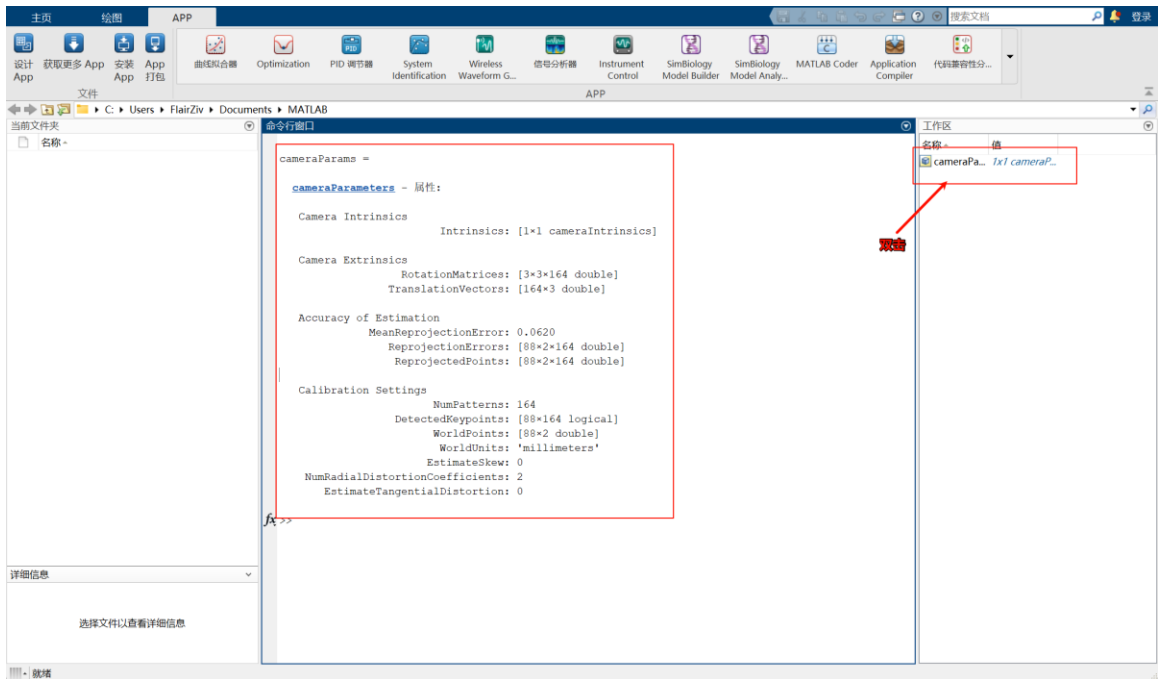 主页 绘图 APP 搜索文档 登录
设计 App 获取更多 App 安装 App App 打包 曲线拟合器 Optimization PID 调节器 System Identification Wireless Waveform G... 信号分析器 Instrument Control SimBiology Model Builder SimBiology Model Analy... MATLAB Coder Application Compiler 代码兼容性分...
文件 APP
C: Users FlairZiv Documents MATLAB
当前文件夹 命令行窗口 工作区
名称 名称 值
cameraPa... 1x1 cameraP...
双击
cameraParams =
cameraParameters - 属性:
Camera Intrinsics
Intrinsics: [1×1 cameraIntrinsics]
Camera Extrinsics
RotationMatrices: [3×3×164 double]
TranslationVectors: [164×3 double]
Accuracy of Estimation
MeanReprojectionError: 0.0620
ReprojectionErrors: [88×2×164 double]
ReprojectedPoints: [88×2×164 double]
Calibration Settings
NumPatterns: 164
DetectedKeypoints: [88×164 logical]
WorldPoints: [88×2 double]
WorldUnits: 'millimeters'
EstimateSkew: 0
NumRadialDistortionCoefficients: 2
EstimateTangentialDistortion: 0
fx >>
详细信息
选择文件以查看详细信息
就绪